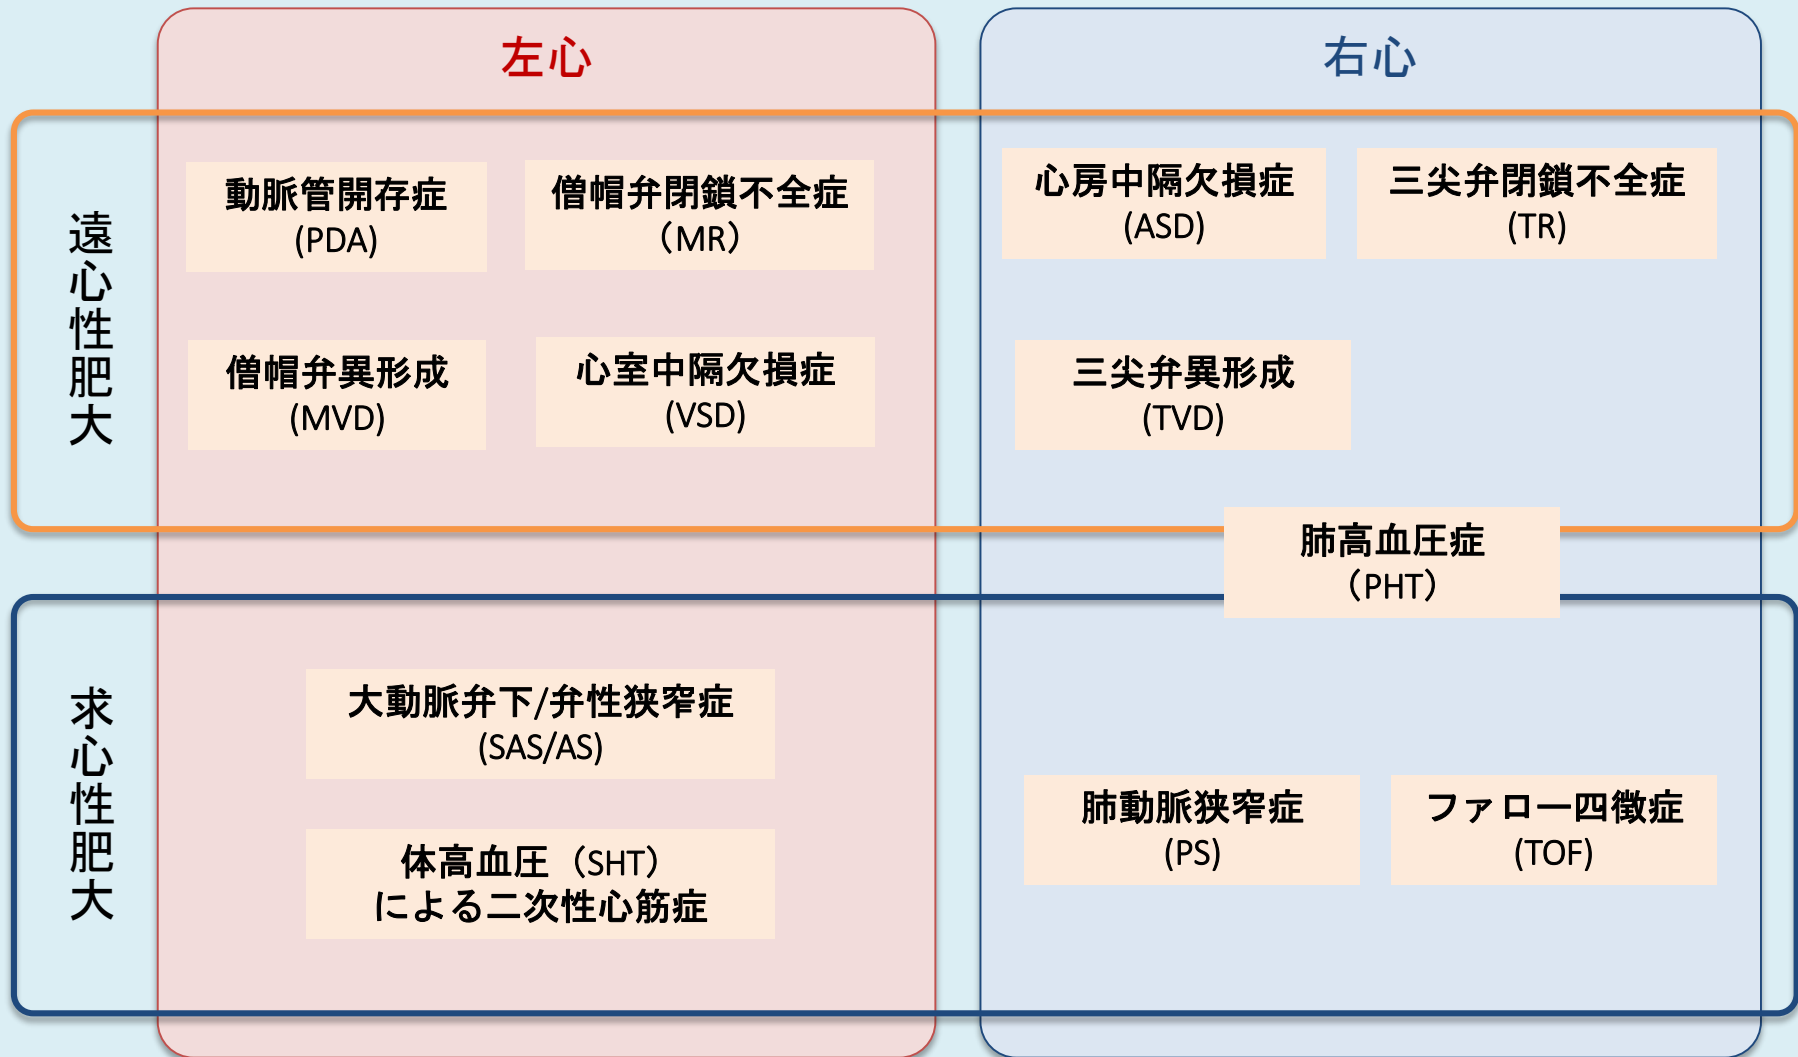 左心
右心
遠心性肥大
動脈管開存症
(PDA)
僧帽弁閉鎖不全症
（MR）
心房中隔欠損症
(ASD)
三尖弁閉鎖不全症
(TR)
僧帽弁異形成
(MVD)
心室中隔欠損症
(VSD)
三尖弁異形成
(TVD)
肺高血圧症
（PHT）
求心性肥大
大動脈弁下/弁性狭窄症
(SAS/AS)
体高血圧（SHT）
による二次性心筋症
肺動脈狭窄症
(PS)
ファロー四徴症
(TOF)